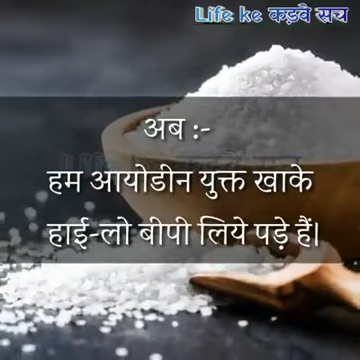 Life ke कड़वे सच
अब :-
हम आयोडीन युक्त खाके
हाई-लो बीपी लिये पड़े हैं।